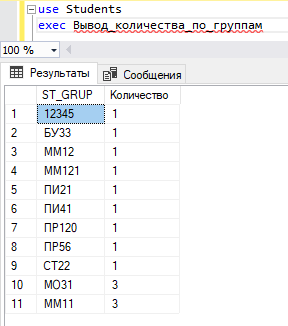 use Students
exec Вывод_количества_по_группам
100 %
Результаты Сообщения
ST_GRUP Количество
1 12345 1
2 БУ33 1
3 ММ12 1
4 ММ121 1
5 ПИ21 1
6 ПИ41 1
7 ПР120 1
8 ПР56 1
9 СТ22 1
10 МО31 3
11 ММ11 3